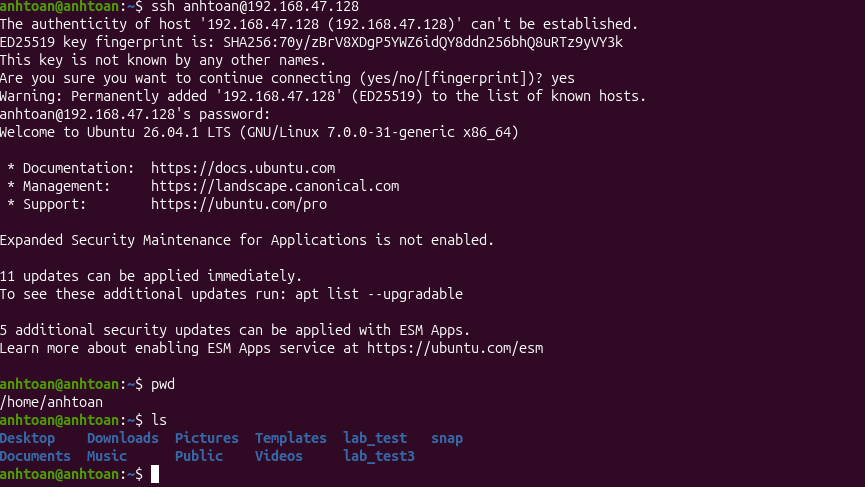 anhtoan@anhtoan:~$ ssh anhtoan@192.168.47.128
The authenticity of host '192.168.47.128 (192.168.47.128)' can't be established.
ED25519 key fingerprint is: SHA256:70y/zBrV8XDgP5YWZ6idQY8ddn256bhQ8uRTz9yVY3k
This key is not known by any other names.
Are you sure you want to continue connecting (yes/no/[fingerprint])? yes
Warning: Permanently added '192.168.47.128' (ED25519) to the list of known hosts.
anhtoan@192.168.47.128's password:
Welcome to Ubuntu 26.04.1 LTS (GNU/Linux 7.0.0-31-generic x86_64)

 * Documentation:  https://docs.ubuntu.com
 * Management:     https://landscape.canonical.com
 * Support:        https://ubuntu.com/pro

Expanded Security Maintenance for Applications is not enabled.

11 updates can be applied immediately.
To see these additional updates run: apt list --upgradable

5 additional security updates can be applied with ESM Apps.
Learn more about enabling ESM Apps service at https://ubuntu.com/esm

anhtoan@anhtoan:~$ pwd
/home/anhtoan
anhtoan@anhtoan:~$ ls
Desktop    Downloads  Pictures  Templates  lab_test   snap
Documents  Music      Public    Videos     lab_test3
anhtoan@anhtoan:~$